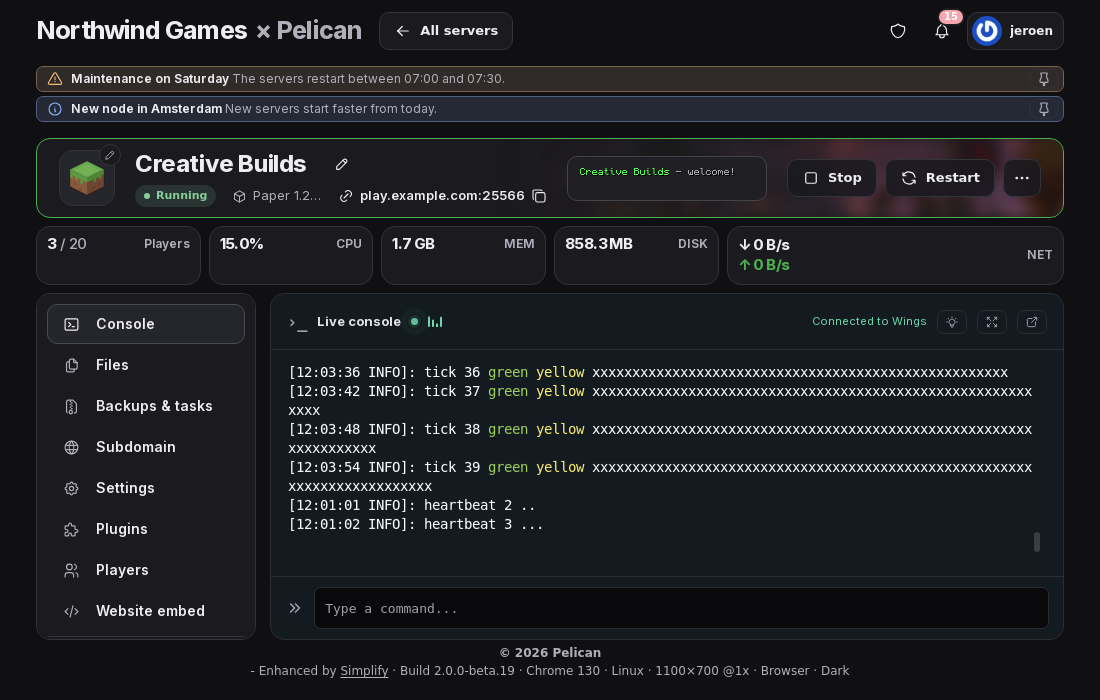 Northwind Games × Pelican
All servers
15
jeroen
Maintenance on Saturday The servers restart between 07:00 and 07:30.
New node in Amsterdam New servers start faster from today.
Creative Builds
Running
Paper 1.2…
play.example.com:25566
Creative Builds – welcome!
Stop
Restart
3 / 20 Players
15.0% CPU
1.7 GB MEM
858.3 MB DISK
↓ 0 B/s
↑ 0 B/s
NET
Console
Files
Backups & tasks
Subdomain
Settings
Plugins
Players
Website embed
Live console
Connected to Wings
[12:03:36 INFO]: tick 36 green yellow xxxxxxxxxxxxxxxxxxxxxxxxxxxxxxxxxxxxxxxxxxxxxxxxxxxx
[12:03:42 INFO]: tick 37 green yellow xxxxxxxxxxxxxxxxxxxxxxxxxxxxxxxxxxxxxxxxxxxxxxxxxxxxxxx
xxxx
[12:03:48 INFO]: tick 38 green yellow xxxxxxxxxxxxxxxxxxxxxxxxxxxxxxxxxxxxxxxxxxxxxxxxxxxxxxx
xxxxxxxxxxx
[12:03:54 INFO]: tick 39 green yellow xxxxxxxxxxxxxxxxxxxxxxxxxxxxxxxxxxxxxxxxxxxxxxxxxxxxxxx
xxxxxxxxxxxxxxxxxx
[12:01:01 INFO]: heartbeat 2 ..
[12:01:02 INFO]: heartbeat 3 ...
Type a command...
© 2026 Pelican
- Enhanced by Simplify · Build 2.0.0-beta.19 · Chrome 130 · Linux · 1100×700 @1x · Browser · Dark